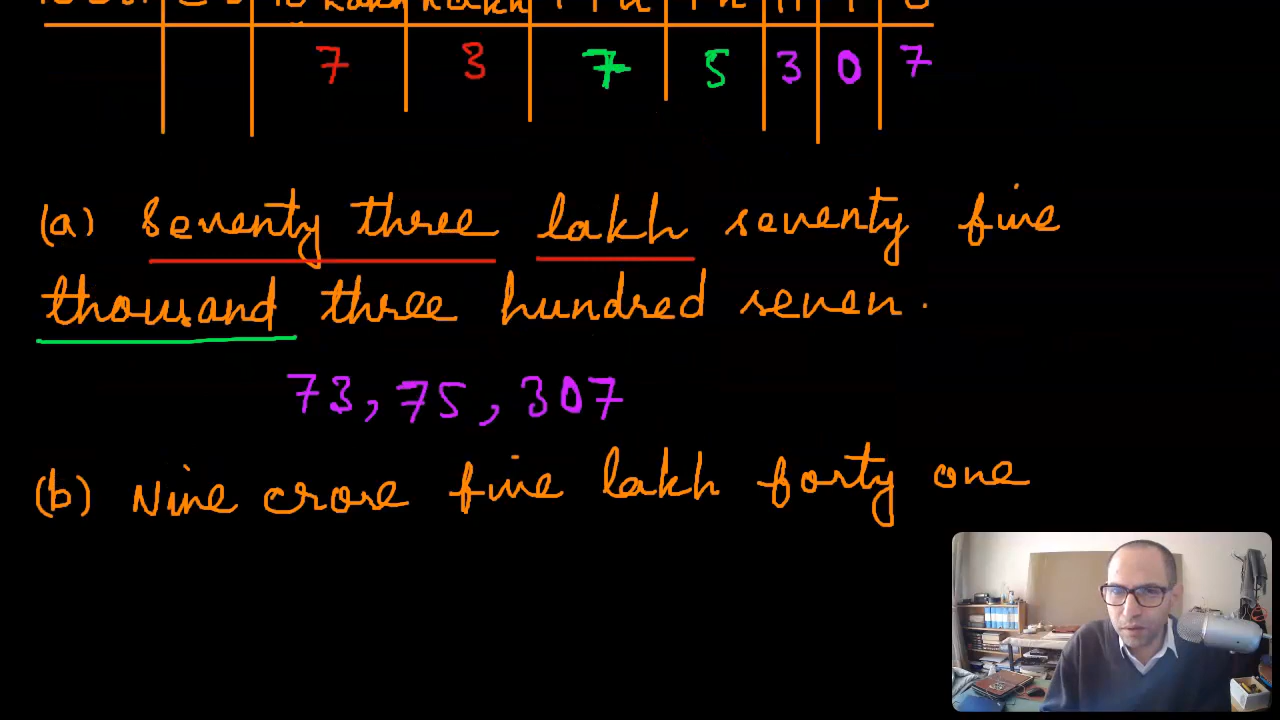 7 3 7 5 3 0 7
(a) Seventy three lakh seventy five
thousand three hundred seven.
73,75,307
(b) Nine crore five lakh forty one